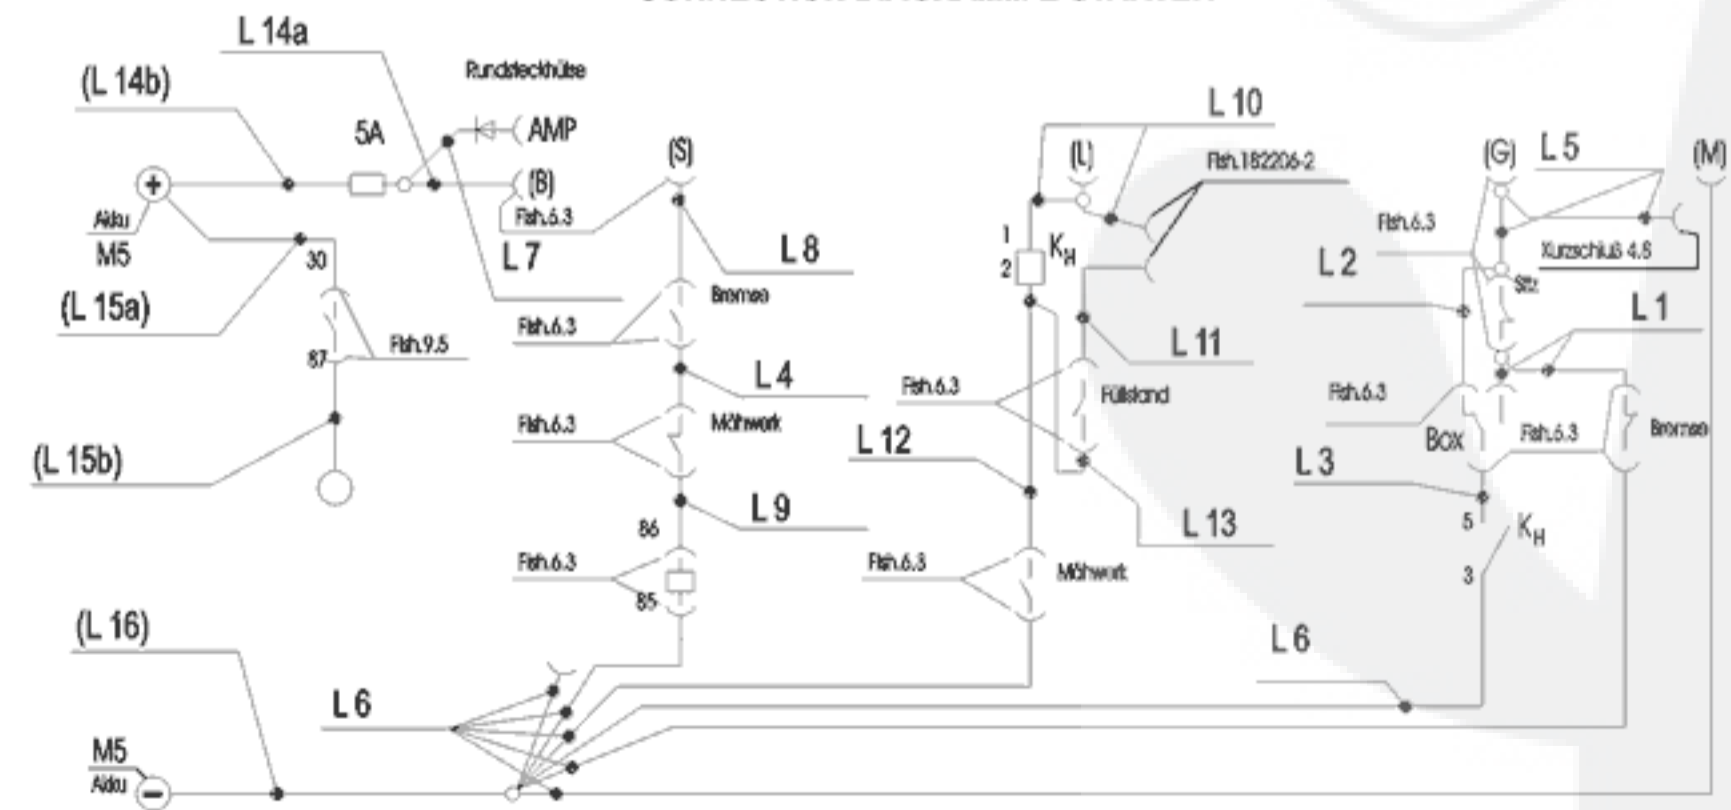 L 14a
(L 14b)
Rundsteckhülse
5A
AMP
L 10
(S)
(L)
Flsh.182206-2
(G)
L 5
(M)
+
(B)
Akku
Flsh.6.3
M5
30
L 7
L 8
1
2
KH
Flsh.6.3
L 2
Kurzschluß 4.8
Sitz
(L 15a)
Bremse
Flsh.6.3
L 1
87
Flsh.9.5
L 11
L 4
Flsh.6.3
Füllstand
Flsh.6.3
Flsh.6.3
Mähwerk
L 12
Box
Flsh.6.3
Bremse
(L 15b)
L 3
L 9
86
L 13
5
KH
Flsh.6.3
85
Flsh.6.3
Mähwerk
3
(L 16)
L 6
L 6
M5
Akku
−